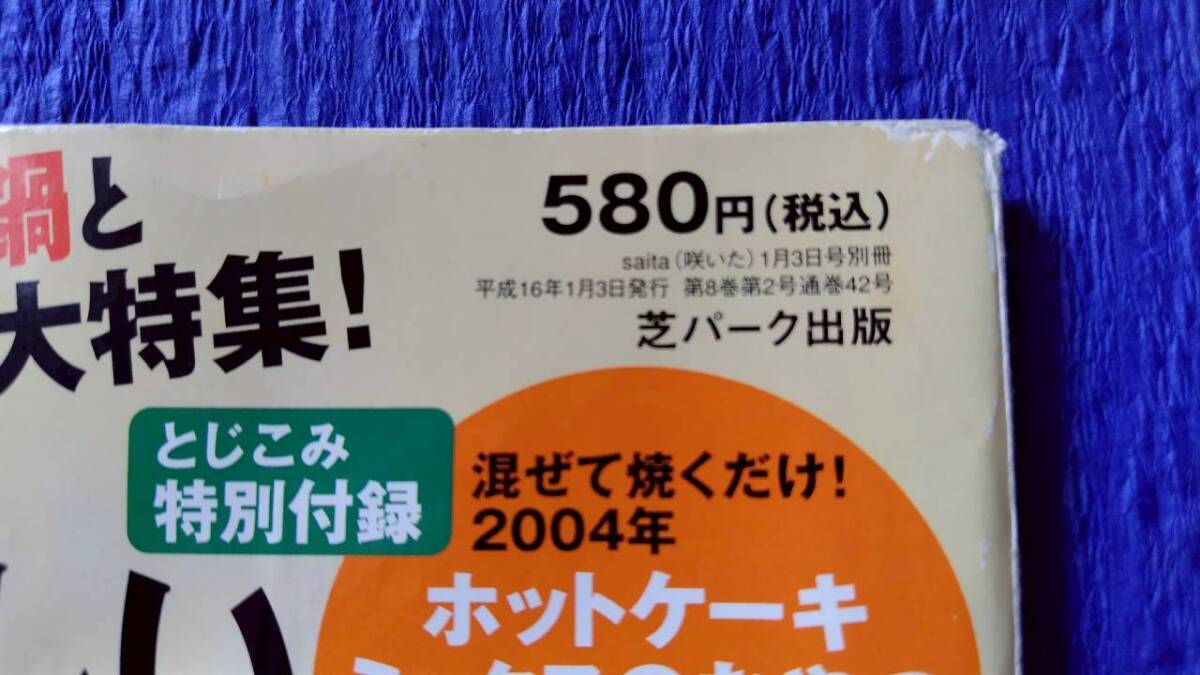 鍋と
大特集!
580円(税込)
saita(咲いた)1月3日号別冊
平成16年1月3日発行 第8巻第2号通巻42号
芝パーク出版
とじこみ
特別付録
混ぜて焼くだけ!
2004年
ホットケーキ
い